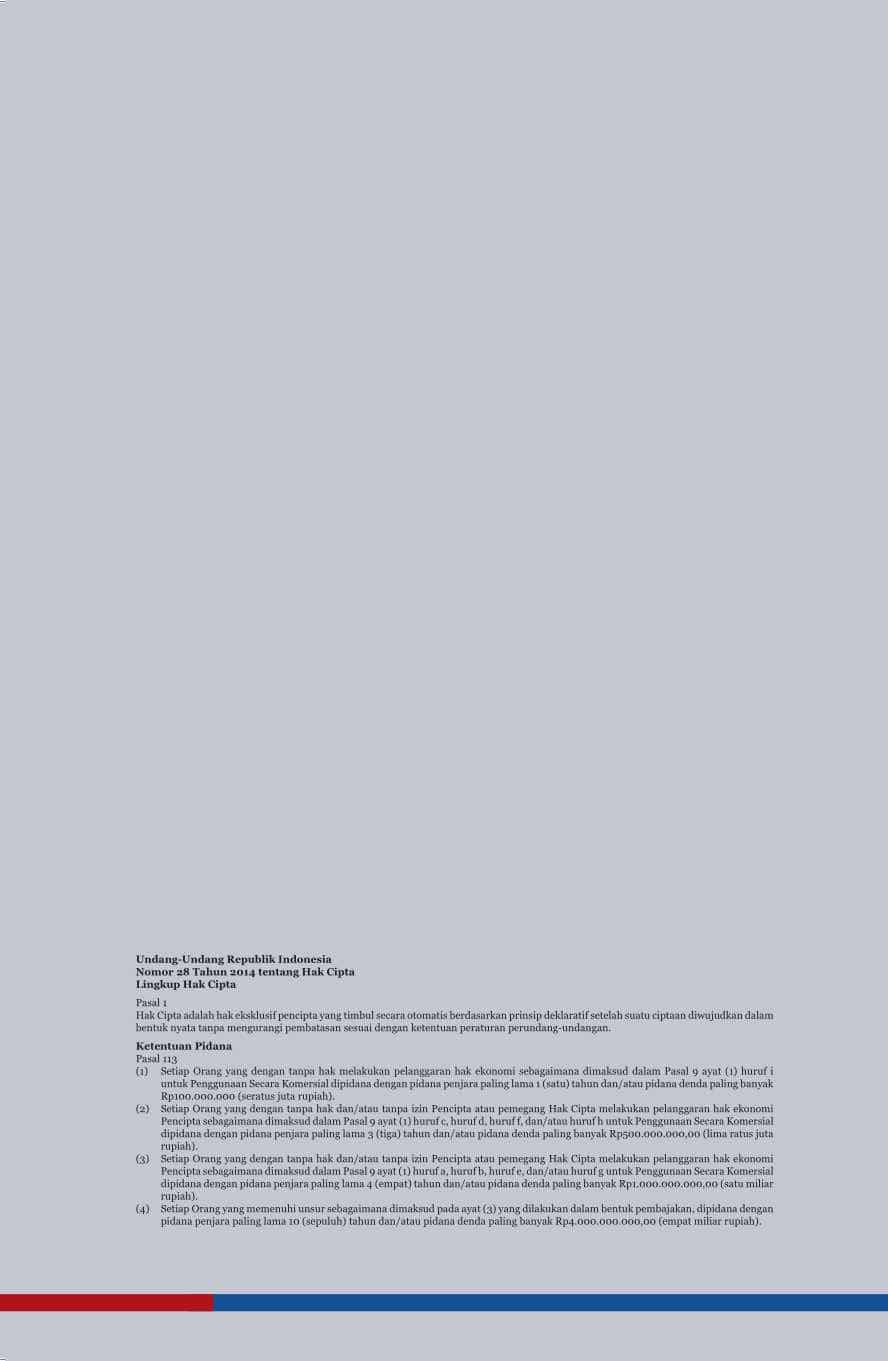 Undang-Undang Republik Indonesia
Nomor 28 Tahun 2014 tentang Hak Cipta
Lingkup Hak Cipta
Pasal 1
Hak Cipta adalah hak eksklusif pencipta yang timbul secara otomatis berdasarkan prinsip deklaratif setelah suatu ciptaan diwujudkan dalam
bentuk nyata tanpa mengurangi pembatasan sesuai dengan ketentuan peraturan perundang-undangan.
Ketentuan Pidana
Pasal 113
(1) Setiap Orang yang dengan tanpa hak melakukan pelanggaran hak ekonomi sebagaimana dimaksud dalam Pasal 9 ayat (1) huruf i
untuk Penggunaan Secara Komersial dipidana dengan pidana penjara paling lama 1 (satu) tahun dan/atau pidana denda paling banyak
Rp100.000.000 (seratus juta rupiah).
(2) Setiap Orang yang dengan tanpa hak dan/atau tanpa izin Pencipta atau pemegang Hak Cipta melakukan pelanggaran hak ekonomi
Pencipta sebagaimana dimaksud dalam Pasal 9 ayat (1) huruf c, huruf d, huruf f, dan/atau huruf h untuk Penggunaan Secara Komersial
dipidana dengan pidana penjara paling lama 3 (tiga) tahun dan/atau pidana denda paling banyak Rp500.000.000,00 (lima ratus juta
rupiah).
(3) Setiap Orang yang dengan tanpa hak dan/atau tanpa izin Pencipta atau pemegang Hak Cipta melakukan pelanggaran hak ekonomi
Pencipta sebagaimana dimaksud dalam Pasal 9 ayat (1) huruf a, huruf b, huruf e, dan/atau huruf g untuk Penggunaan Secara Komersial
dipidana dengan pidana penjara paling lama 4 (empat) tahun dan/atau pidana denda paling banyak Rp1.000.000.000,00 (satu miliar
rupiah).
(4) Setiap Orang yang memenuhi unsur sebagaimana dimaksud pada ayat (3) yang dilakukan dalam bentuk pembajakan, dipidana dengan
pidana penjara paling lama 10 (sepuluh) tahun dan/atau pidana denda paling banyak Rp4.000.000.000,00 (empat miliar rupiah).